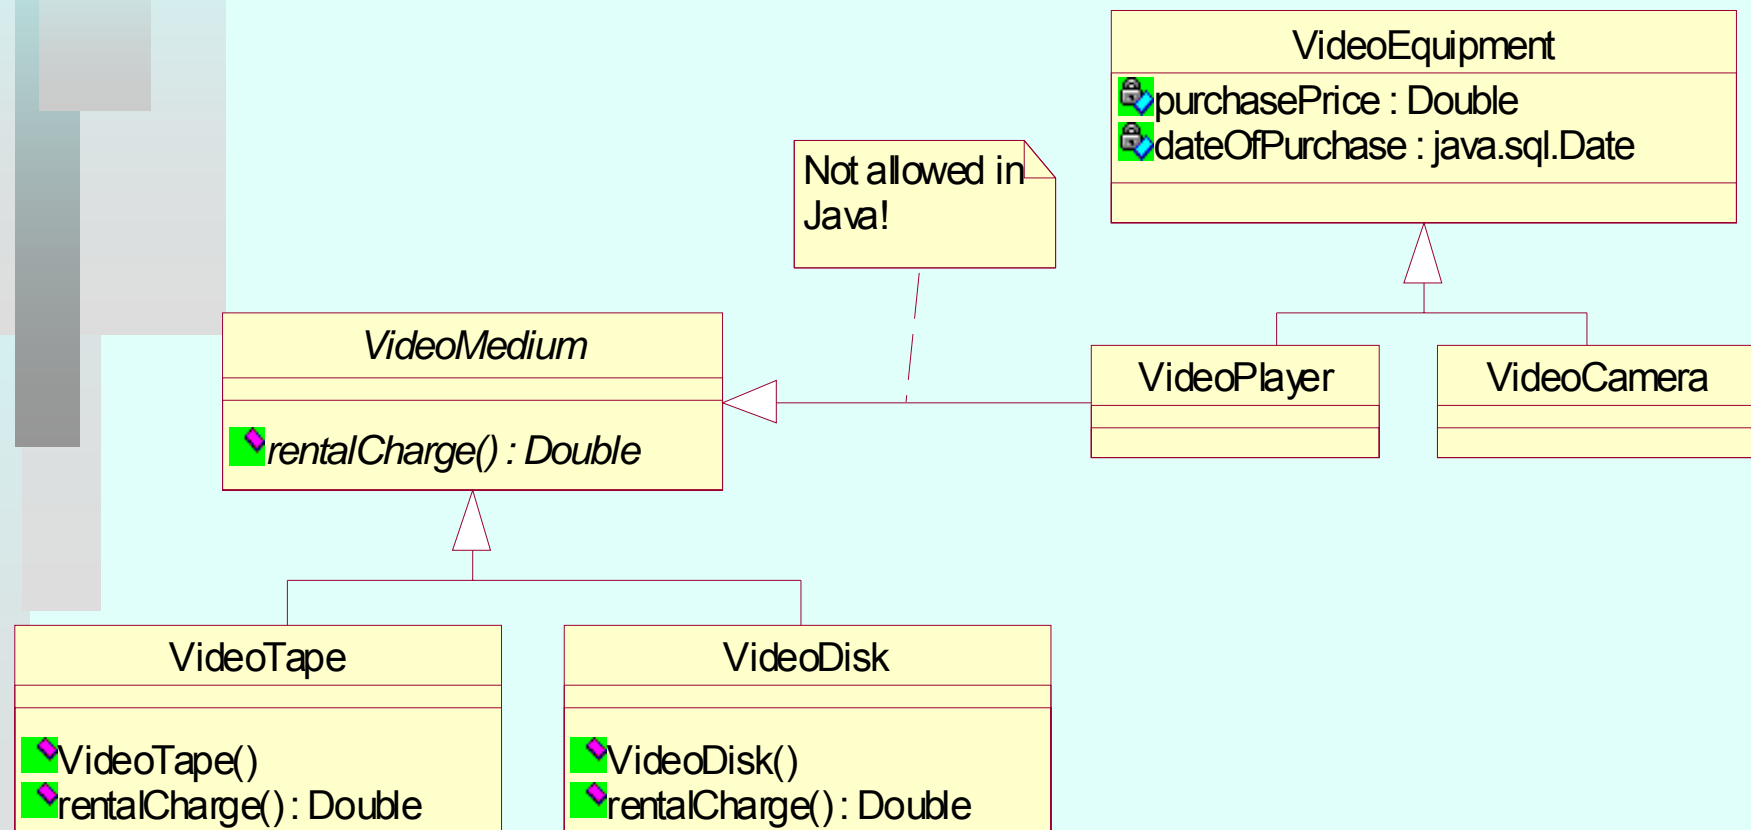 VideoEquipment
purchasePrice : Double
dateOfPurchase : java.sql.Date
Not allowed in
Java!
VideoMedium
rentalCharge() : Double
VideoPlayer
VideoCamera
VideoTape
VideoTape()
rentalCharge() : Double
VideoDisk
VideoDisk()
rentalCharge() : Double